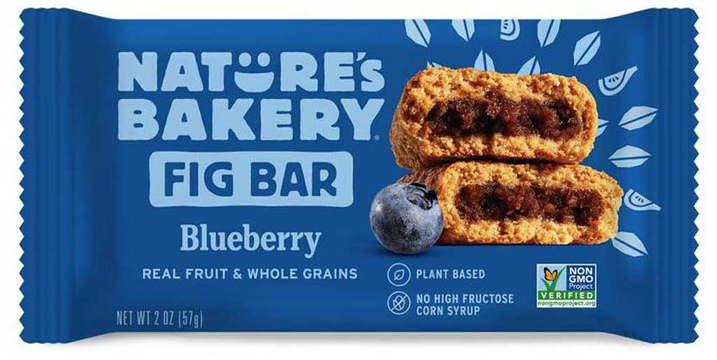 NATURE'S
BAKERY®
FIG BAR
Blueberry
REAL FRUIT & WHOLE GRAINS
NET WT 2 OZ (57g)
PLANT BASED
NO HIGH FRUCTOSE
CORN SYRUP
NON
GMO
Project
VERIFIED
nongmoproject.org